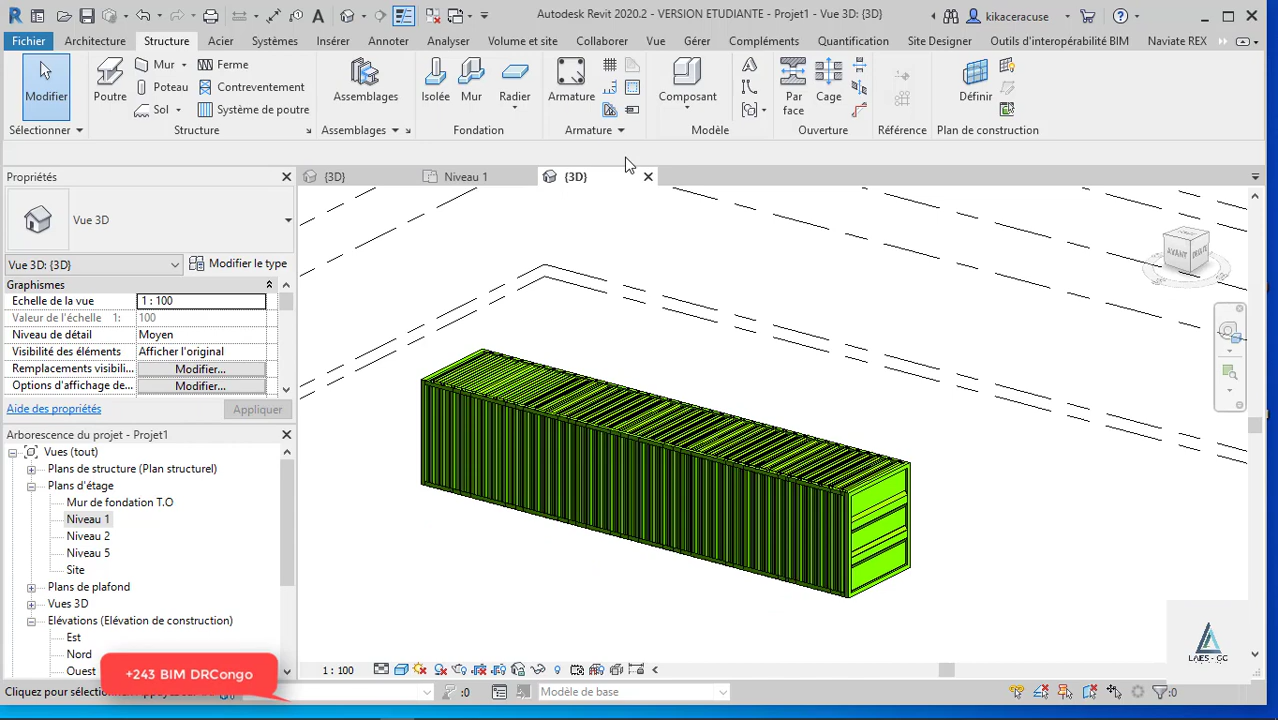 Autodesk Revit 2020.2 - VERSION ETUDIANTE - Projet1 - Vue 3D: {3D}
kikaceracuse
Fichier Architecture Structure Acier Systèmes Insérer Annoter Analyser Volume et site Collaborer Vue Gérer Compléments Quantification Site Designer Outils d'interopérabilité BIM Naviate REX
Modifier
Poutre
Mur
Poteau
Sol
Ferme
Contreventement
Système de poutre
Assemblages
Isolée
Mur
Radier
Armature
Composant
Par
face
Cage
Définir
Sélectionner
Structure
Assemblages
Fondation
Armature
Modèle
Ouverture
Référence
Plan de construction
Propriétés
{3D}
Niveau 1
{3D}
Vue 3D
Vue 3D: {3D}
Modifier le type
Graphismes
Echelle de la vue 1 : 100
Valeur de l'échelle 1: 100
Niveau de détail Moyen
Visibilité des éléments Afficher l'original
Remplacements visibili... Modifier...
Options d'affichage de... Modifier...
Aide des propriétés
Appliquer
Arborescence du projet - Projet1
Vues (tout)
Plans de structure (Plan structurel)
Plans d'étage
Mur de fondation T.O
Niveau 1
Niveau 2
Niveau 5
Site
Plans de plafond
Vues 3D
Elévations (Elévation de construction)
Est
Nord
Ouest
AVANT
DROITE
LAES - GC
+243 BIM DRCongo
1 : 100
Cliquez pour sélection
:0
Modèle de base
:0